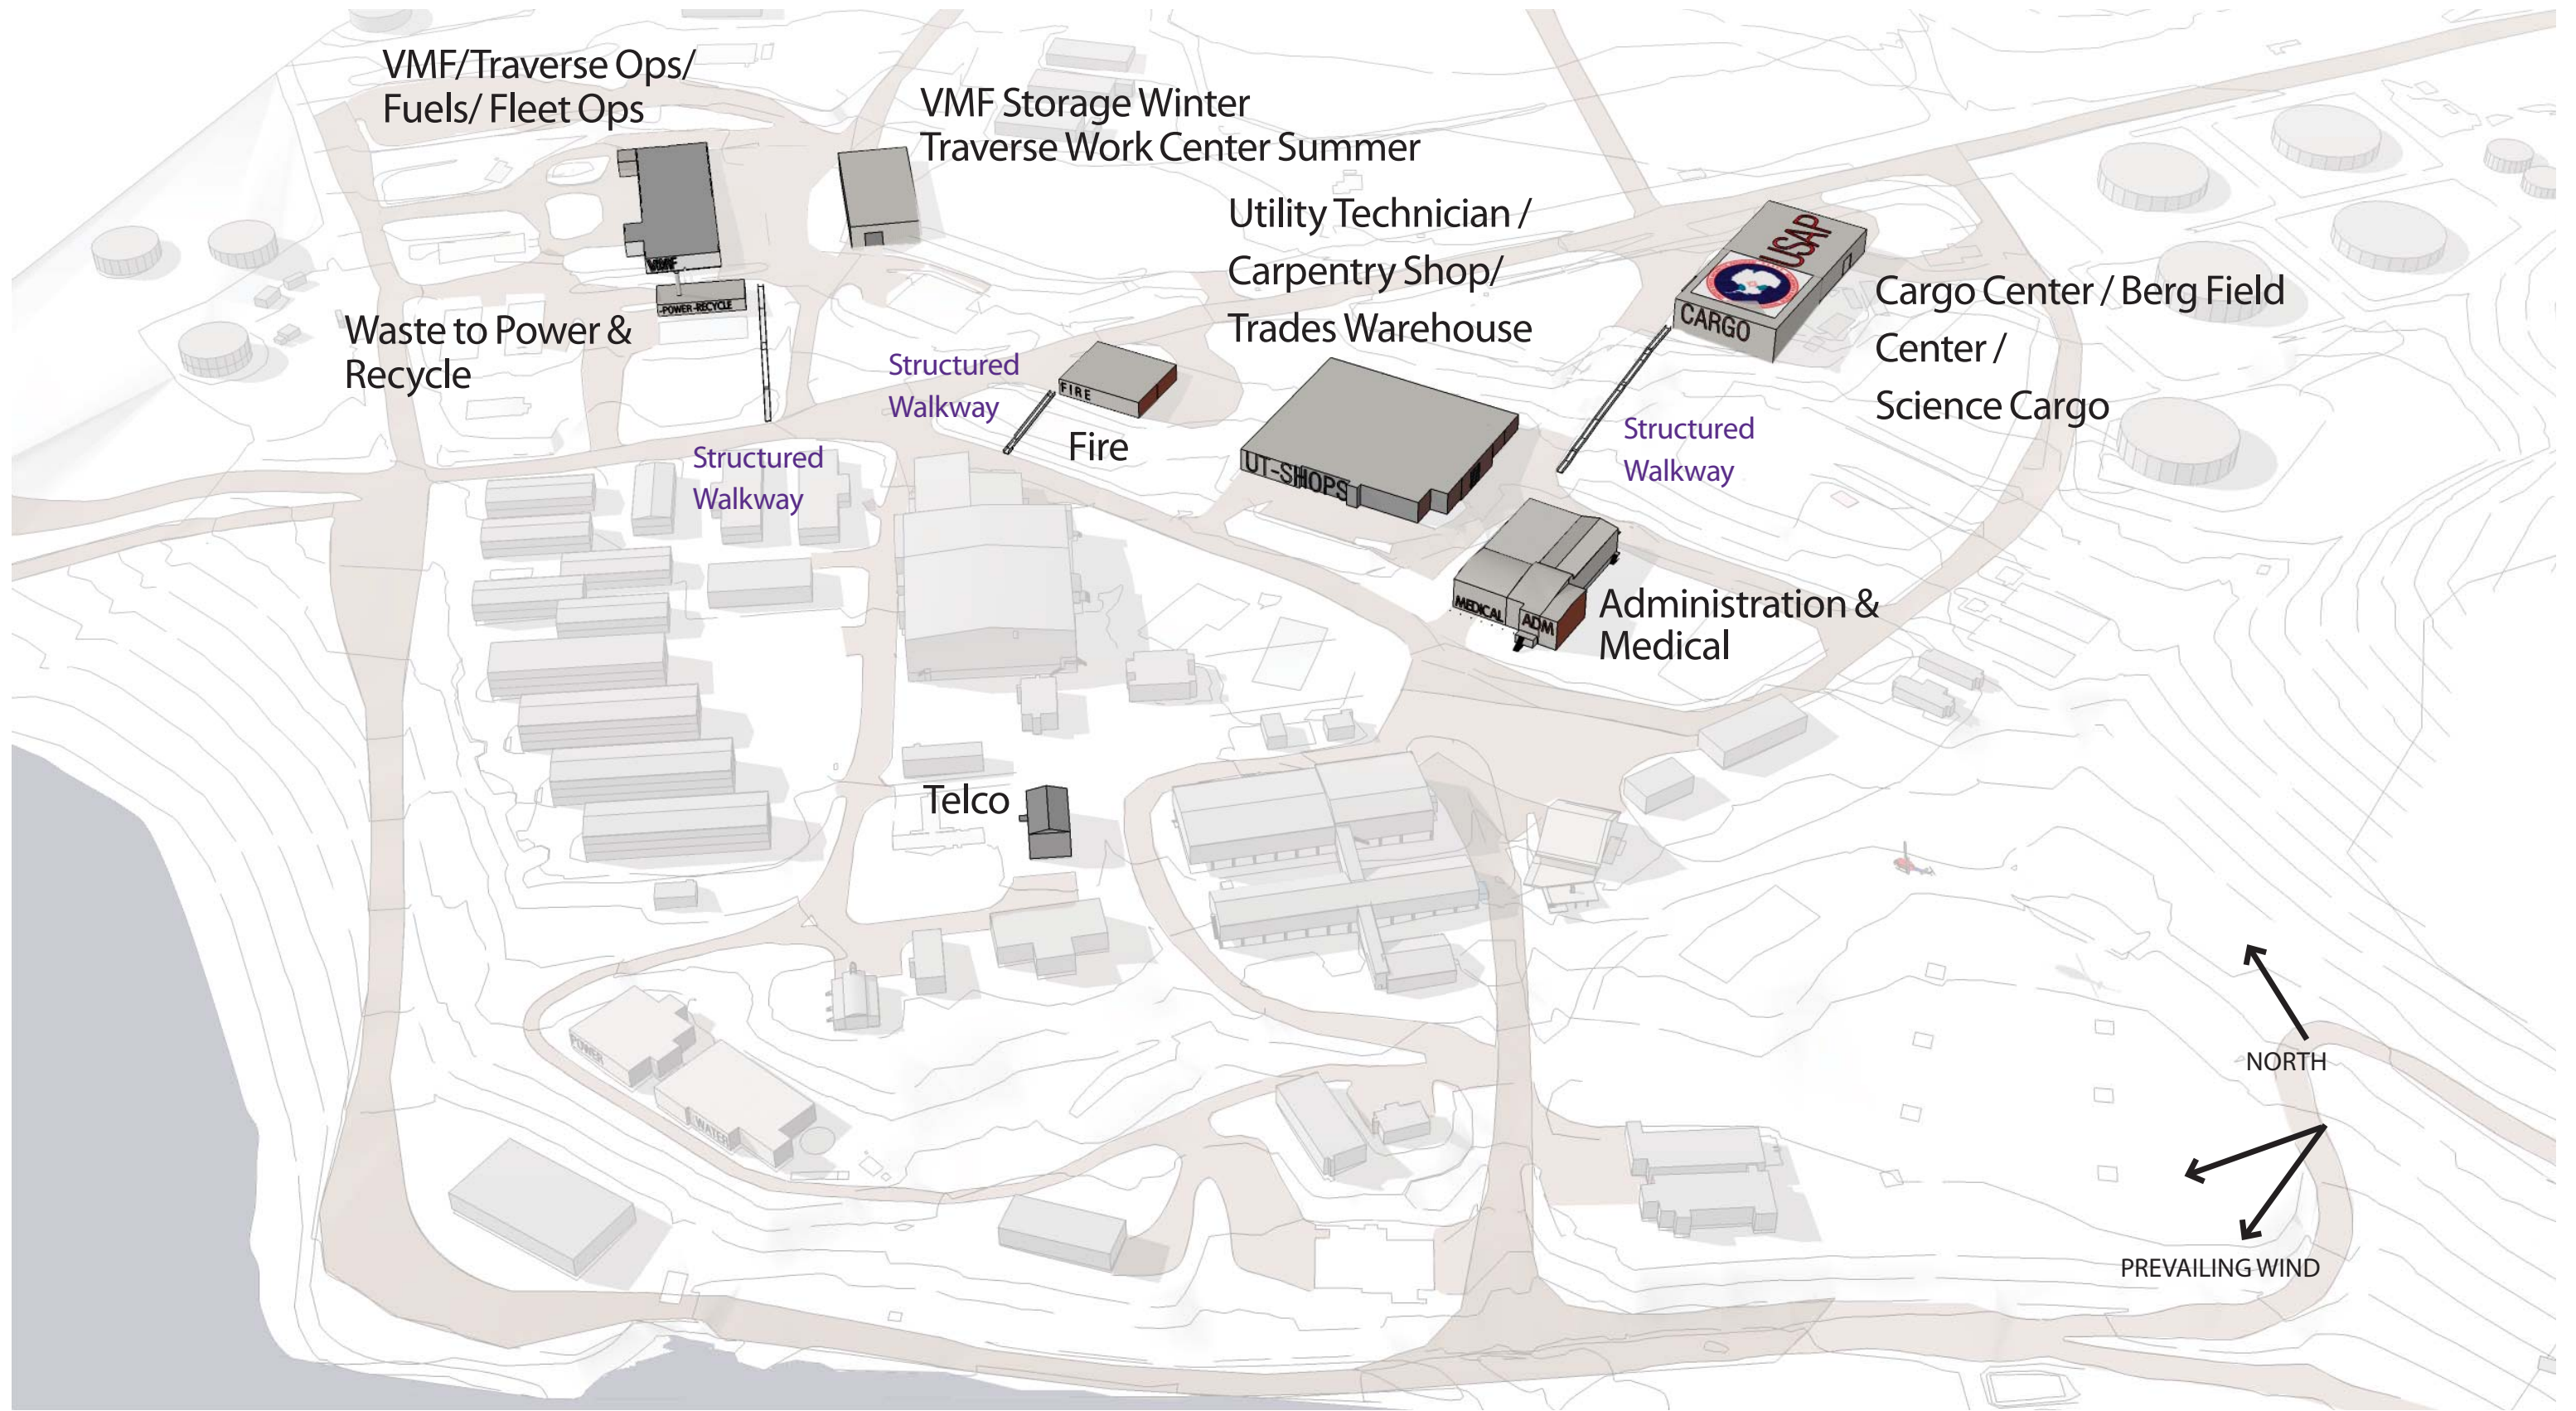 VMF/Traverse Ops/
Fuels/ Fleet Ops
VMF Storage Winter
Traverse Work Center Summer
Utility Technician /
Carpentry Shop/
Trades Warehouse
USAP
CARGO
Cargo Center / Berg Field
Center /
Science Cargo
VMF
POWER-RECYCLE
Waste to Power &
Recycle
Structured
Walkway
FIRE
Fire
Structured
Walkway
Structured
Walkway
UT-SHOPS
MEDICAL
ADM
Administration &
Medical
Telco
POWER
WATER
NORTH
PREVAILING WIND